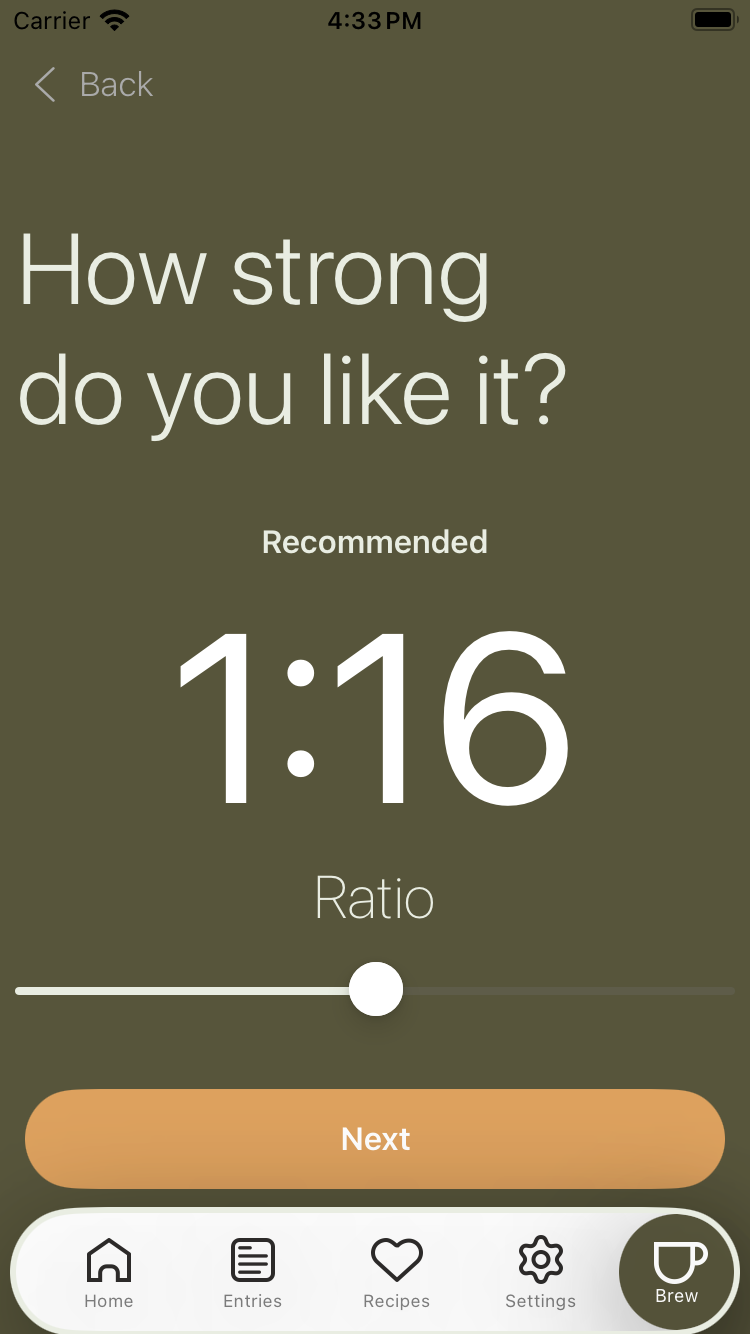 Carrier 4:33 PM
Back
How strong
do you like it?
Recommended
1:16
Ratio
Next
Home Entries Recipes Settings Brew